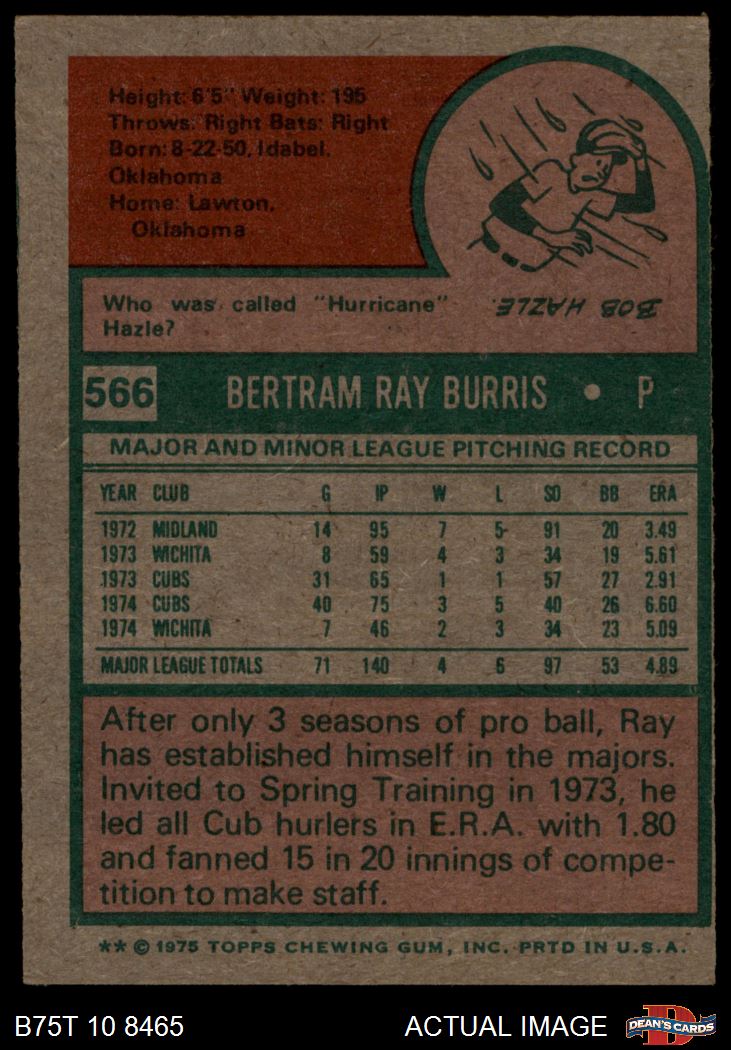 Height: 6'5" Weight: 195
Throws: Right Bats: Right
Born: 8-22-50, Idabel,
Oklahoma
Home: Lawton,
Oklahoma
Who was called "Hurricane"
Hazle?
BOB HAZLE.
566 BERTRAM RAY BURRIS • P
MAJOR AND MINOR LEAGUE PITCHING RECORD
YEAR CLUB G IP W L SO BB ERA
1972 MIDLAND 14 95 7 5 91 20 3.49
1973 WICHITA 8 59 4 3 34 19 5.61
1973 CUBS 31 65 1 1 57 27 2.91
1974 CUBS 40 75 3 5 40 26 6.60
1974 WICHITA 7 46 2 3 34 23 5.09
MAJOR LEAGUE TOTALS 71 140 4 6 97 53 4.89
After only 3 seasons of pro ball, Ray
has established himself in the majors.
Invited to Spring Training in 1973, he
led all Cub hurlers in E.R.A. with 1.80
and fanned 15 in 20 innings of compe-
tition to make staff.
** © 1975 TOPPS CHEWING GUM, INC. PRTD IN U.S.A.
B75T 10 8465 ACTUAL IMAGE DEAN'S CARDS